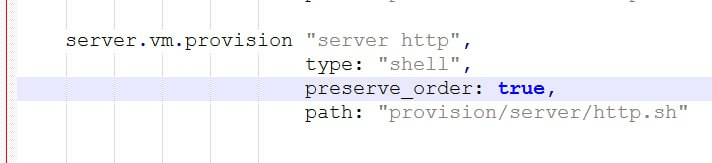 server.vm.provision "server http",
type: "shell",
preserve_order: true,
path: "provision/server/http.sh"